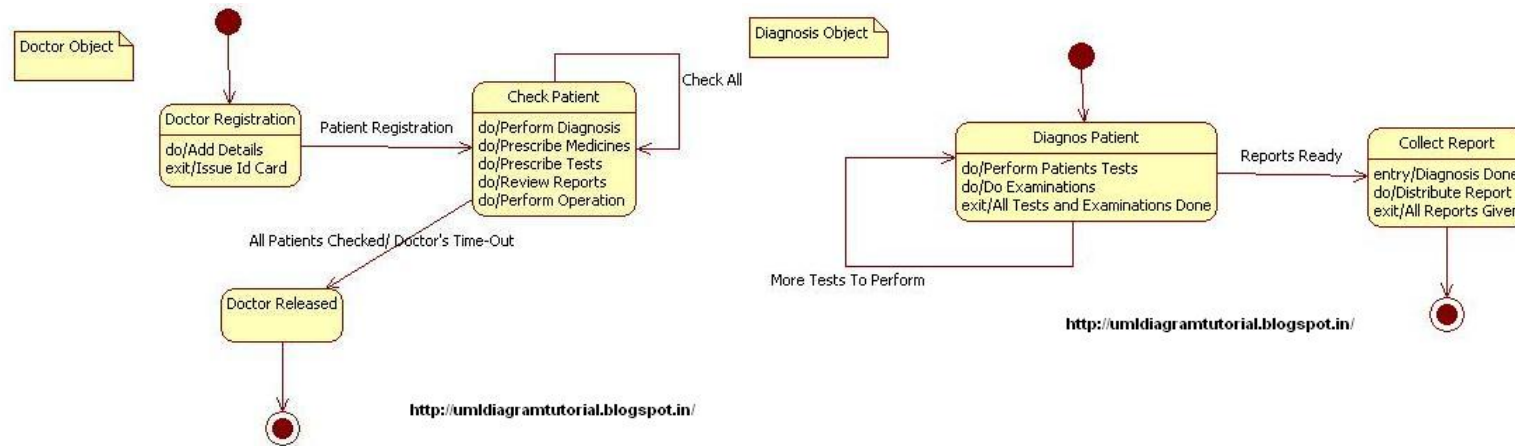 Doctor Object
Doctor Registration
do/Add Details
exit/Issue Id Card
Patient Registration
Check Patient
do/Perform Diagnosis
do/Prescribe Medicines
do/Prescribe Tests
do/Review Reports
do/Perform Operation
Check All
All Patients Checked/ Doctor's Time-Out
Doctor Released
http://umldiagramtutorial.blogspot.in/
Diagnosis Object
Diagnos Patient
do/Perform Patients Tests
do/Do Examinations
exit/All Tests and Examinations Done
Reports Ready
Collect Report
entry/Diagnosis Done
do/Distribute Report
exit/All Reports Given
More Tests To Perform
http://umldiagramtutorial.blogspot.in/